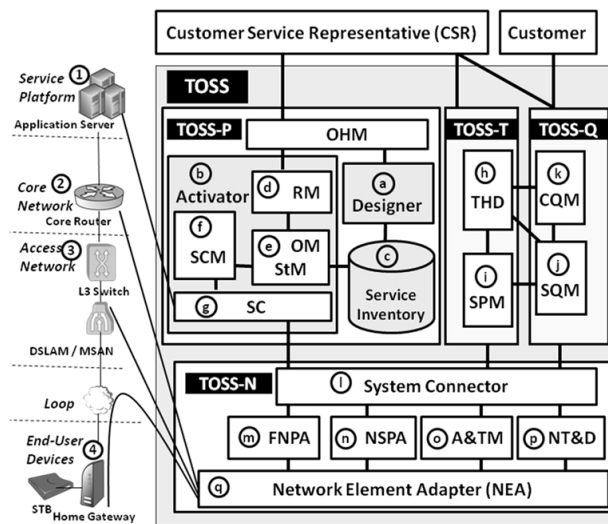 Customer Service Representative (CSR)
Customer
Service 1
Platform
Application Server
Core 2
Network
Core Router
Access 3
Network
L3 Switch
DSLAM / MSAN
Loop
End-User
Devices 4
STB
Home Gateway
TOSS
TOSS-P
OHM
b
Activator
d RM
a
Designer
f
SCM
e OM
StM
c
Service
Inventory
g SC
TOSS-T
h
THD
i
SPM
TOSS-Q
k
CQM
j
SQM
TOSS-N
l System Connector
m FNPA
n NSPA
o A&TM
p NT&D
q Network Element Adapter (NEA)